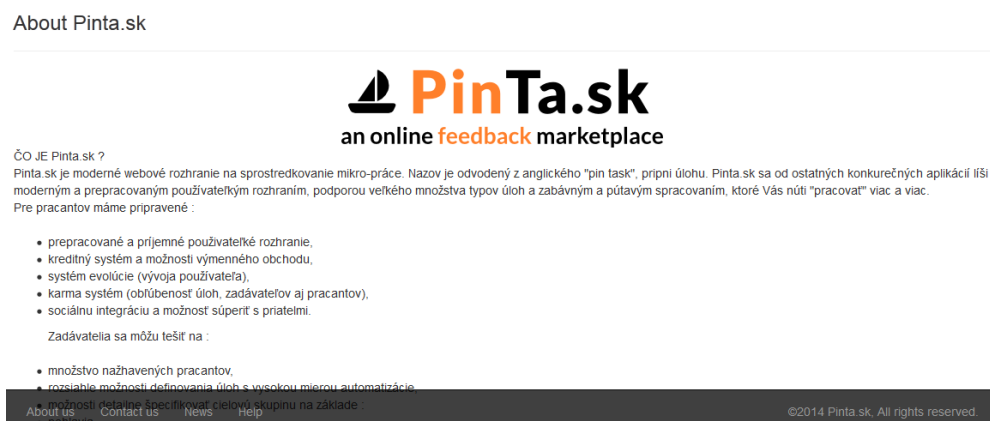 About Pinta.sk
PinTa.sk
an online feedback marketplace
ČO JE Pinta.sk ?
Pinta.sk je moderné webové rozhranie na sprostredkovanie mikro-práce. Nazov je odvodený z anglického "pin task", pripni úlohu. Pinta.sk sa od ostatných konkurečných aplikácií líši
moderným a prepracovaným používateľkým rozhraním, podporou veľkého množstva typov úloh a zabávným a pútavým spracovaním, ktoré Vás núti "pracovať" viac a viac.
Pre pracantov máme pripravené :
prepracované a príjemné použivateľké rozhranie,
kreditný systém a možnosti výmenného obchodu,
systém evolúcie (vývoja používateľa),
karma systém (obľúbenosť úloh, zadávateľov aj pracantov),
sociálnu integráciu a možnosť súperiť s priatelmi.
Zadávatelia sa môžu tešiť na :
množstvo nažhavených pracantov,
rozsiahle možnosti definovania úloh s vysokou mierou automatizácie,
možnosti detailne špecifikovať cielovú skupinu na základe :
About us Contact us News Help ©2014 Pinta.sk, All rights reserved.